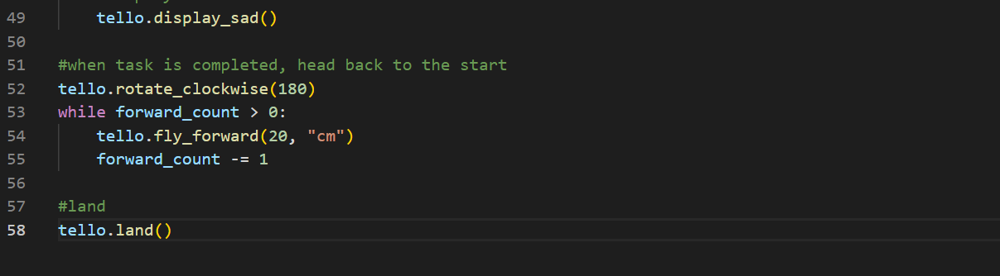 49 tello.display_sad()
50
51 #when task is completed, head back to the start
52 tello.rotate_clockwise(180)
53 while forward_count > 0:
54 tello.fly_forward(20, "cm")
55 forward_count -= 1
56
57 #land
58 tello.land()